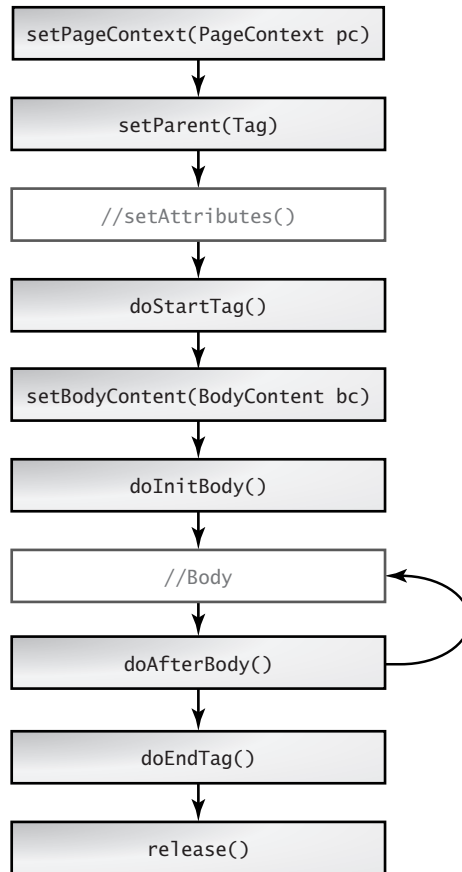 setPageContext(PageContext pc)
setParent(Tag)
//setAttributes()
doStartTag()
setBodyContent(BodyContent bc)
doInitBody()
//Body
doAfterBody()
doEndTag()
release()